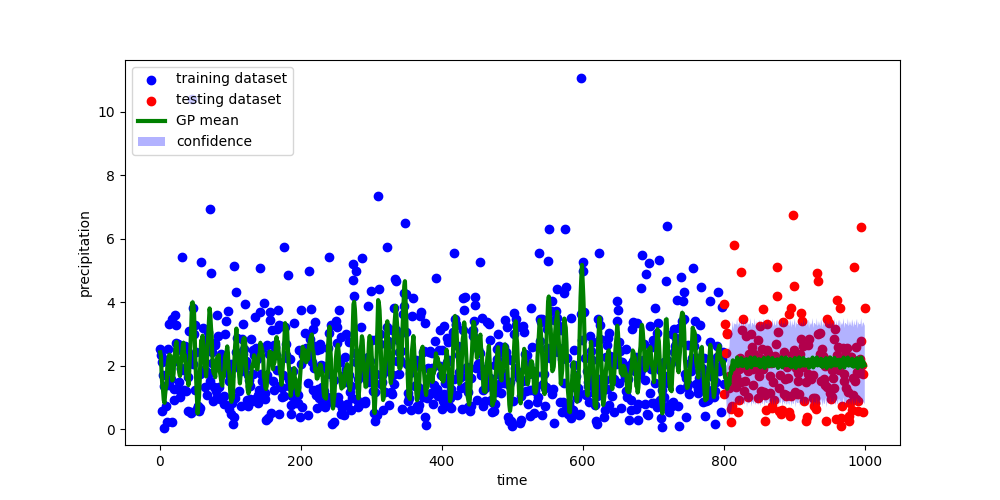 training dataset
testing dataset
GP mean
confidence
10
8
6
4
2
0
precipitation
0
200
400
600
800
1000
time